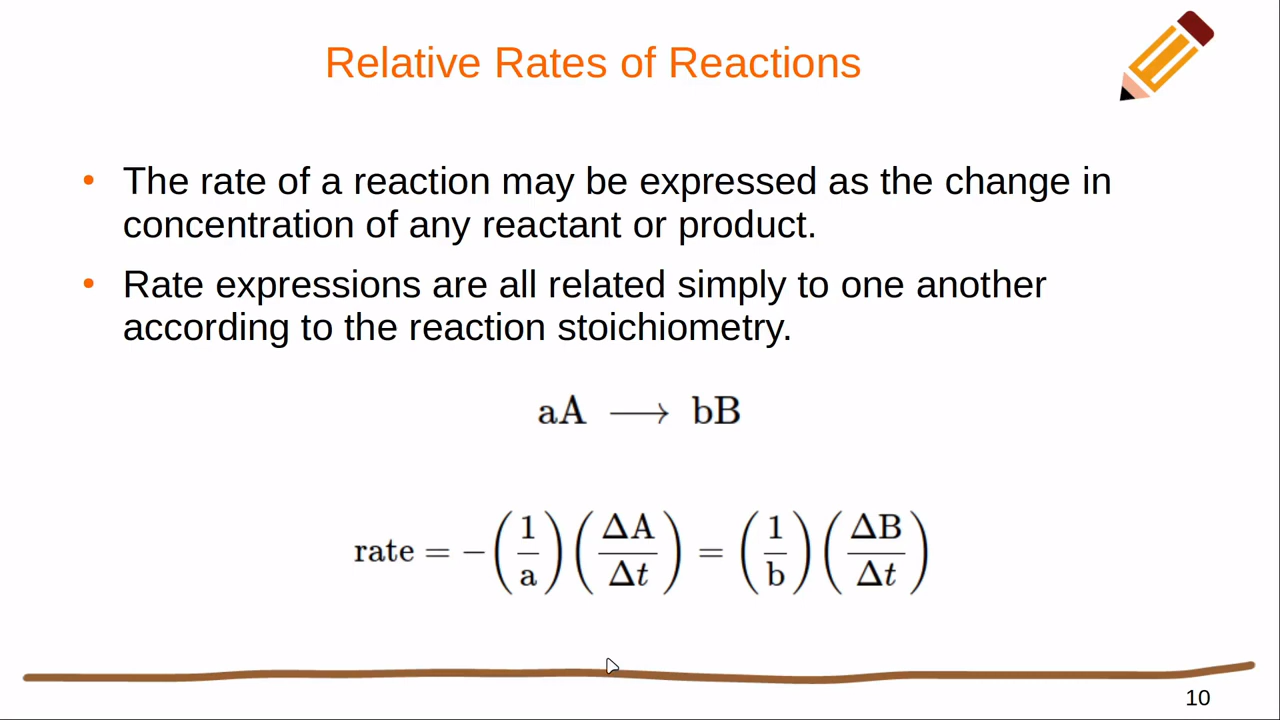 Relative Rates of Reactions
• The rate of a reaction may be expressed as the change in
concentration of any reactant or product.
• Rate expressions are all related simply to one another
according to the reaction stoichiometry.
aA ⟶ bB
rate = −(1/a)(ΔA/Δt) = (1/b)(ΔB/Δt)
10